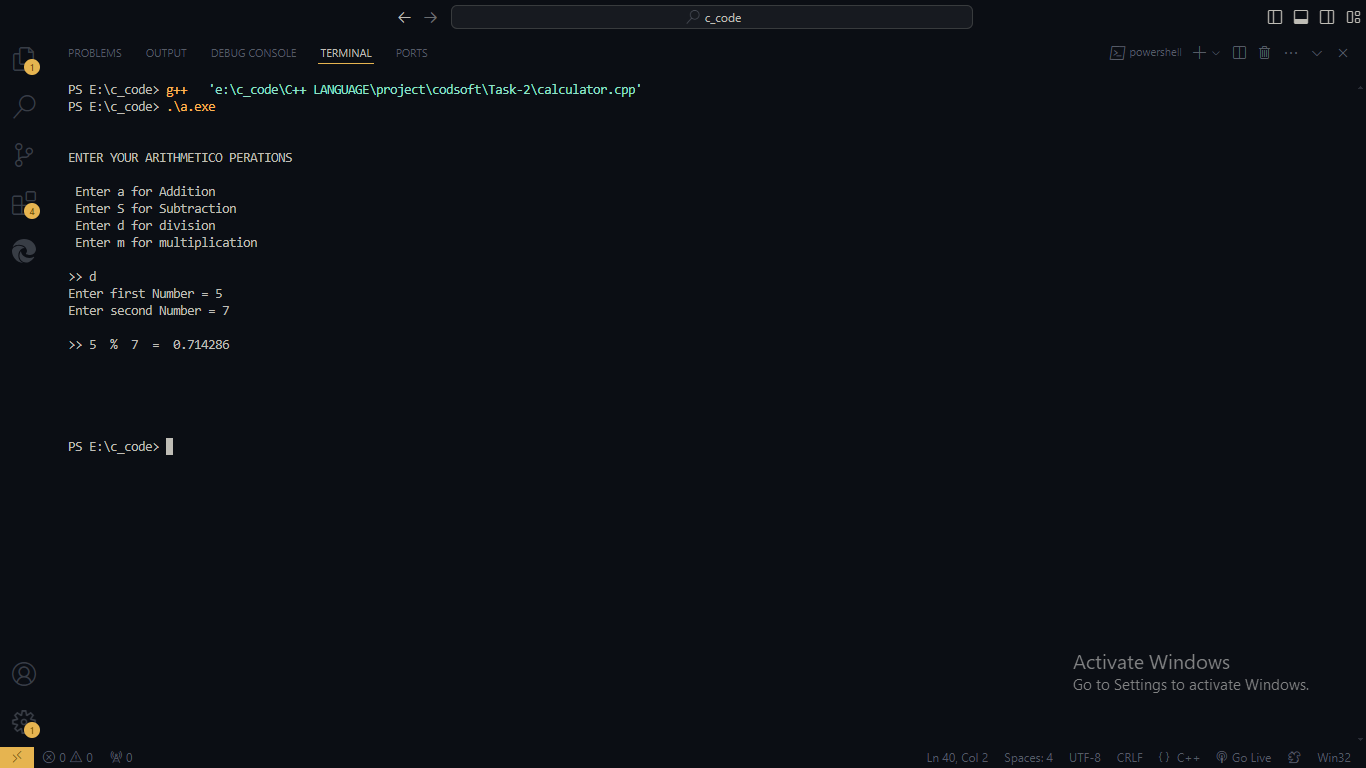 c_code
PROBLEMS OUTPUT DEBUG CONSOLE TERMINAL PORTS powershell
1
PS E:\c_code> g++   'e:\c_code\C++ LANGUAGE\project\codsoft\Task-2\calculator.cpp'
PS E:\c_code> .\a.exe
ENTER YOUR ARITHMETICO PERATIONS
Enter a for Addition
Enter S for Subtraction
4
Enter d for division
Enter m for multiplication
>> d
Enter first Number = 5
Enter second Number = 7
>> 5  %  7  =  0.714286
PS E:\c_code>
Activate Windows
Go to Settings to activate Windows.
1
0 0 0 Ln 40, Col 2 Spaces: 4 UTF-8 CRLF {} C++ Go Live Win32